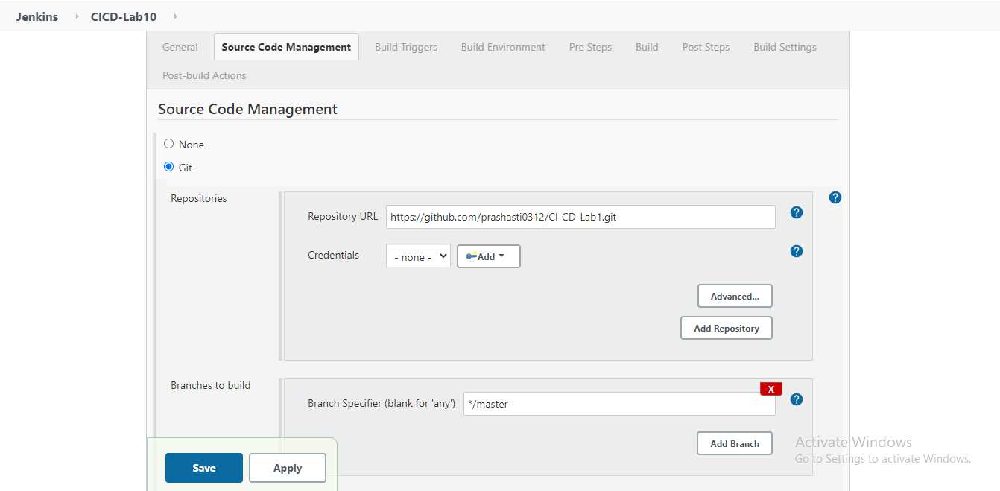 Jenkins CICD-Lab10
General Source Code Management Build Triggers Build Environment Pre Steps Build Post Steps Build Settings
Post-build Actions
Source Code Management
None
Git
Repositories
Repository URL https://github.com/prashasti0312/CI-CD-Lab1.git
Credentials - none - Add
Advanced...
Add Repository
Branches to build
X
Branch Specifier (blank for 'any') */master
Add Branch
Save Apply
Activate Windows
Go to Settings to activate Windows.